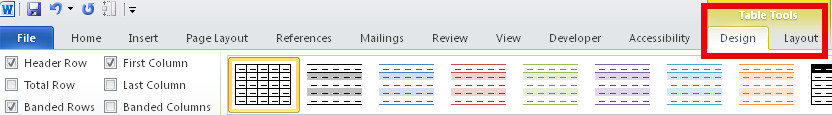 Table Tools
File Home Insert Page Layout References Mailings Review View Developer Accessibility Design Layout
Header Row First Column
Total Row Last Column
Banded Rows Banded Columns